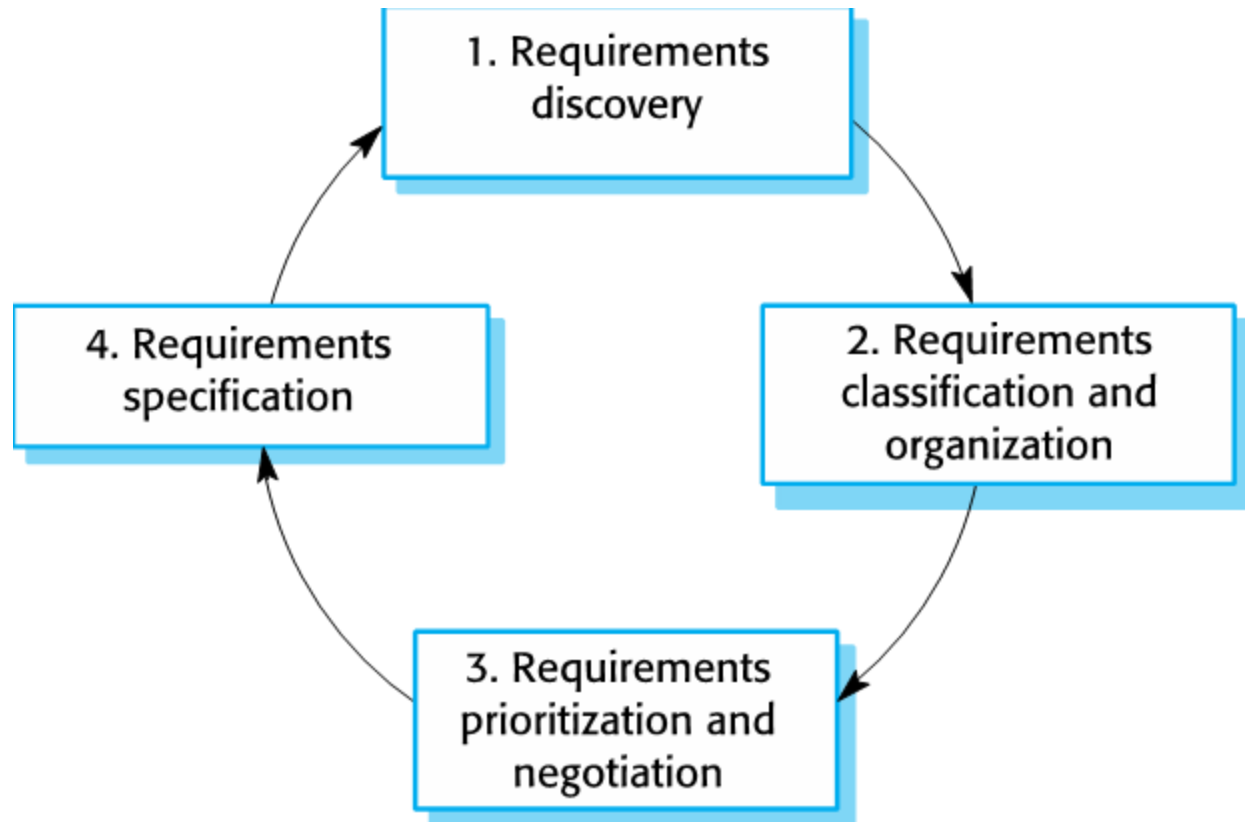 1. Requirements
discovery
2. Requirements
classification and
organization
3. Requirements
prioritization and
negotiation
4. Requirements
specification